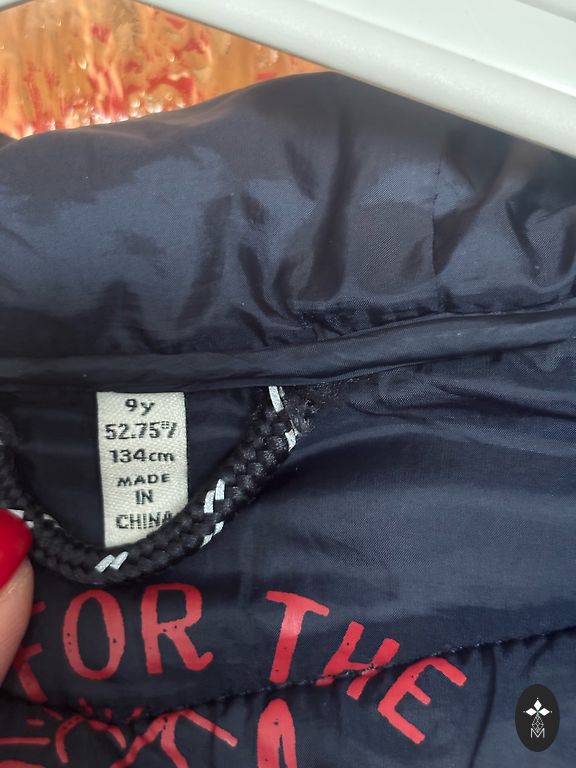 9y
52.75"/
134cm
MADE
IN
CHINA
FOR THE
M